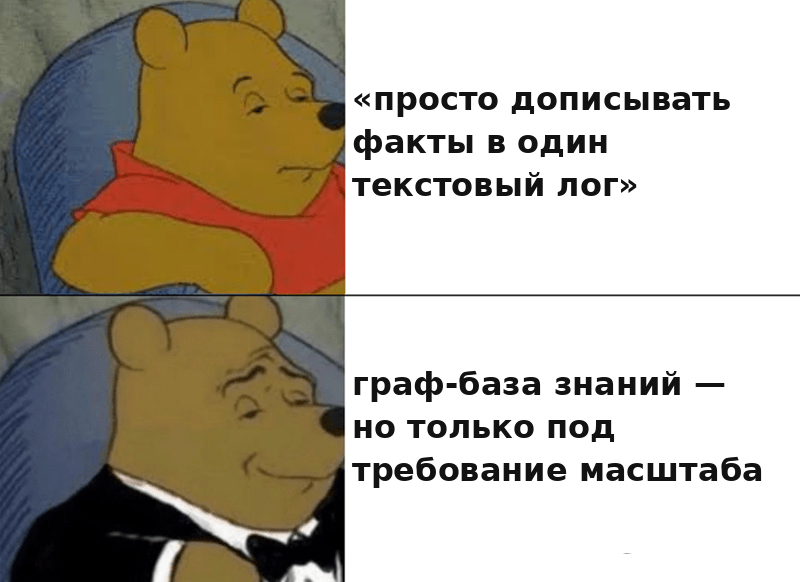 «просто дописывать
факты в один
текстовый лог»
граф-база знаний —
но только под
требование масштаба